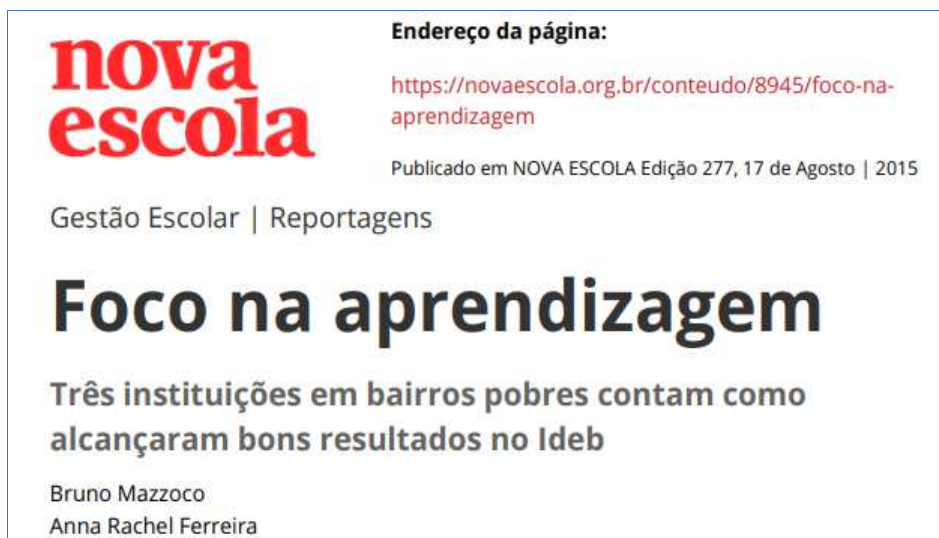 nova
escola
Endereço da página:
https://novaescola.org.br/conteudo/8945/foco-na-
aprendizagem
Publicado em NOVA ESCOLA Edição 277, 17 de Agosto | 2015
Gestão Escolar | Reportagens
Foco na aprendizagem
Três instituições em bairros pobres contam como
alcançaram bons resultados no Ideb
Bruno Mazzoco
Anna Rachel Ferreira